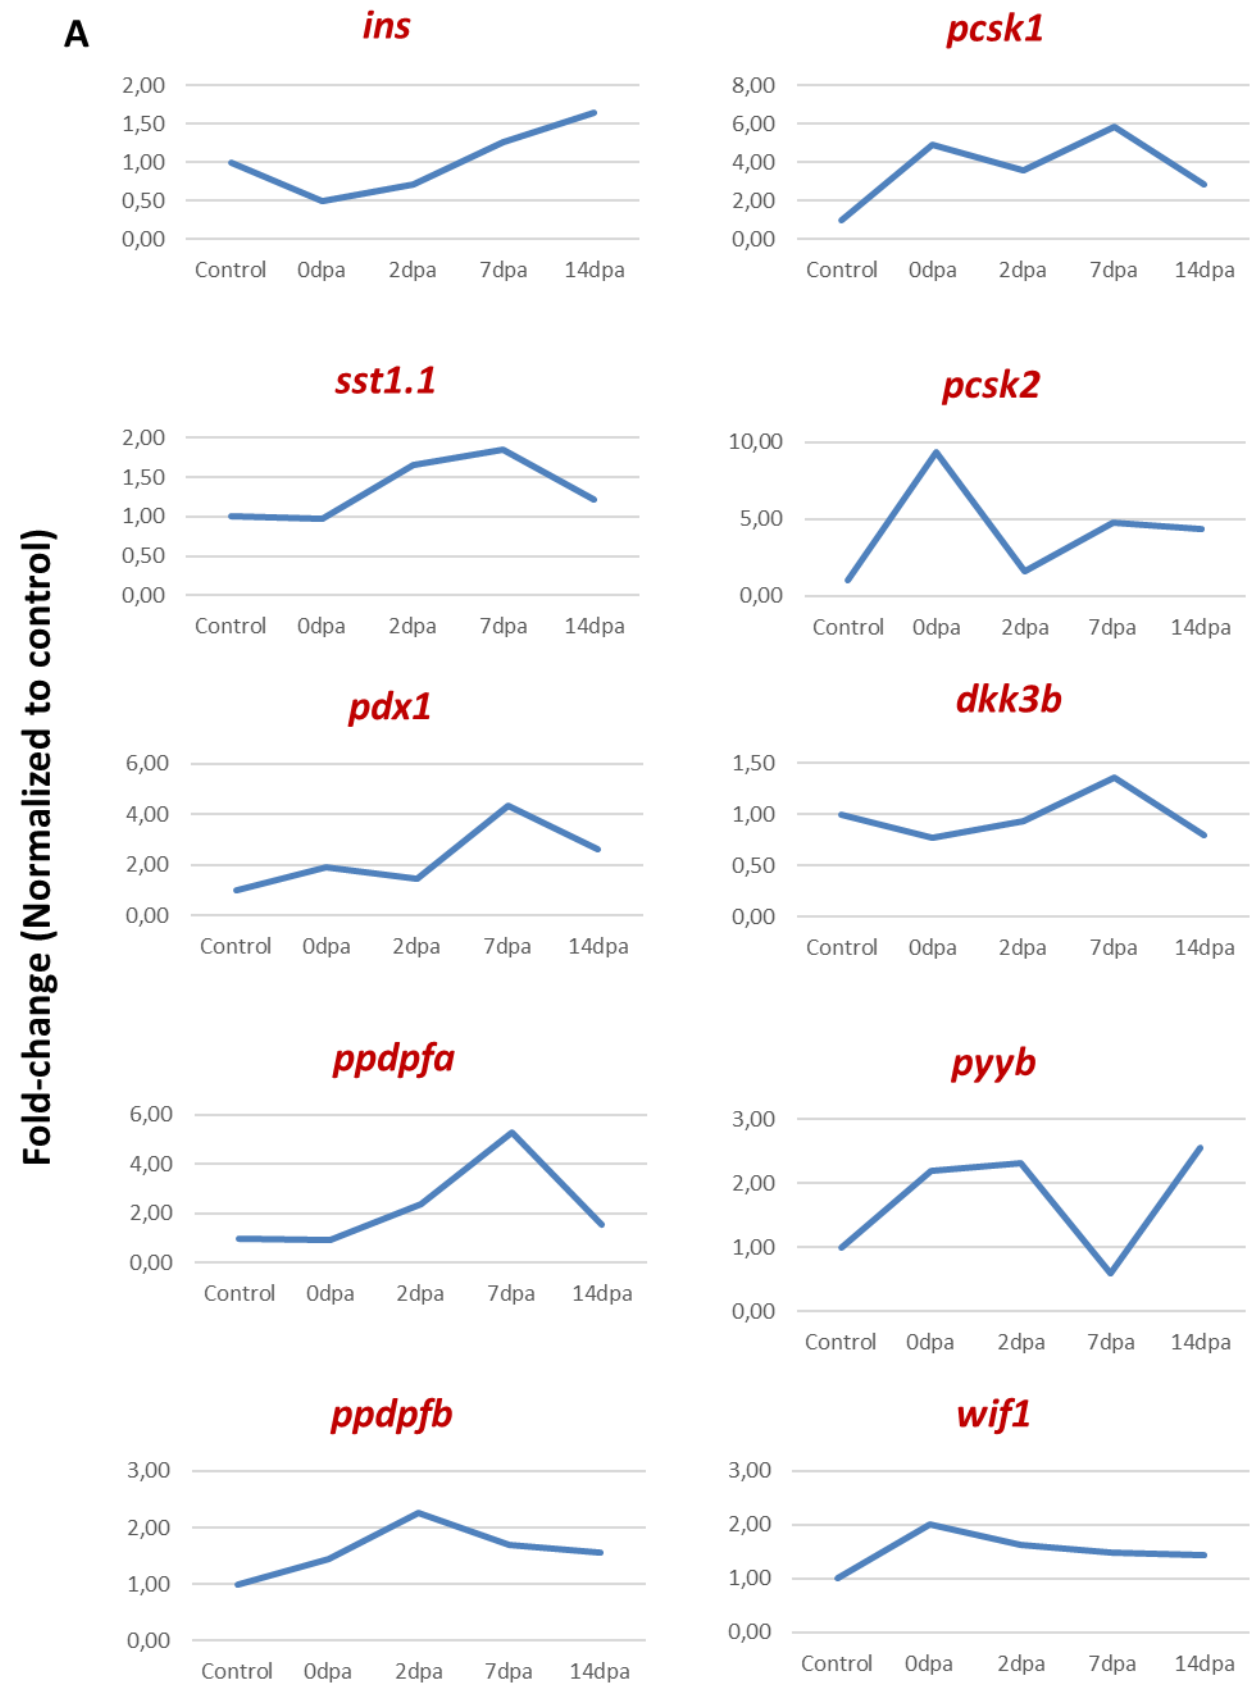 A
Fold-change (Normalized to control)
ins
2,00
1,50
1,00
0,50
0,00
Control 0dpa 2dpa 7dpa 14dpa
pcsk1
8,00
6,00
4,00
2,00
0,00
Control 0dpa 2dpa 7dpa 14dpa
sst1.1
2,00
1,50
1,00
0,50
0,00
Control 0dpa 2dpa 7dpa 14dpa
pcsk2
10,00
5,00
0,00
Control 0dpa 2dpa 7dpa 14dpa
pdx1
6,00
4,00
2,00
0,00
Control 0dpa 2dpa 7dpa 14dpa
dkk3b
1,50
1,00
0,50
0,00
Control 0dpa 2dpa 7dpa 14dpa
ppdpfa
6,00
4,00
2,00
0,00
Control 0dpa 2dpa 7dpa 14dpa
pyyb
3,00
2,00
1,00
0,00
Control 0dpa 2dpa 7dpa 14dpa
ppdpfb
3,00
2,00
1,00
0,00
Control 0dpa 2dpa 7dpa 14dpa
wif1
3,00
2,00
1,00
0,00
Control 0dpa 2dpa 7dpa 14dpa